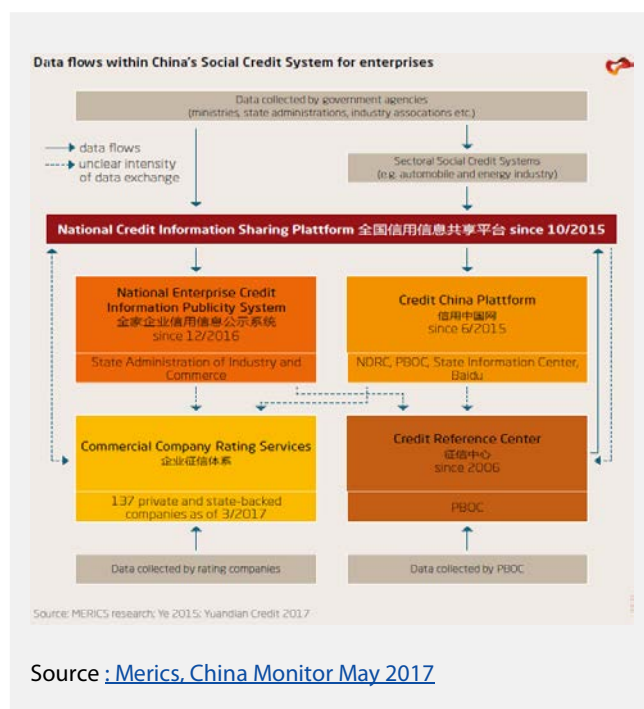 Data flows within China's Social Credit System for enterprises
Data collected by government agencies
(ministries, state administrations, industry assocations etc.)
data flows
unclear intensity
of data exchange
Sectoral Social Credit Systems
(e.g. automobile and energy industry)
National Credit Information Sharing Plattform 全国信用信息共享平台 since 10/2015
National Enterprise Credit
Information Publicity System
全家企业信用信息公示系统
since 12/2016
State Administration of Industry and
Commerce
Credit China Plattform
信用中国网
since 6/2015
NDRC, PBOC, State Information Center,
Baidu
Commercial Company Rating Services
企业征信体系
137 private and state-backed
companies as of 3/2017
Credit Reference Center
征信中心
since 2006
PBOC
Data collected by rating companies
Data collected by PBOC
Source: MERICS research; Ye 2015; Yuandian Credit 2017
Source : Merics, China Monitor May 2017